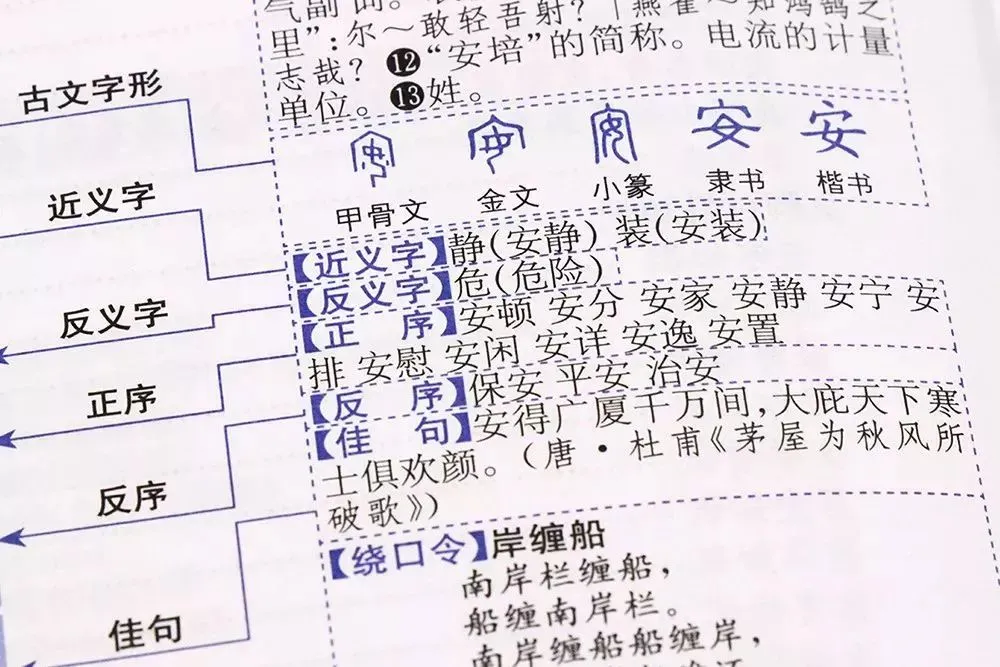 里”：尔～敢轻吾射？「燕雀～知鸿鹄之
志哉？⓬“安培”的简称。电流的计量
单位。⓭姓。
古文字形
安 安 安 安 安
甲骨文 金文 小篆 隶书 楷书
近义字
【近义字】静(安静) 装(安装)
反义字
【反义字】危(危险)
正序
【正 序】安顿 安分 安家 安静 安宁 安
排 安慰 安闲 安详 安逸 安置
反序
【反 序】保安 平安 治安
佳句
【佳 句】安得广厦千万间，大庇天下寒
士俱欢颜。（唐·杜甫《茅屋为秋风所
破歌》）
【绕口令】岸缠船
南岸栏缠船，
船缠南岸栏。
南岸缠船船缠岸，